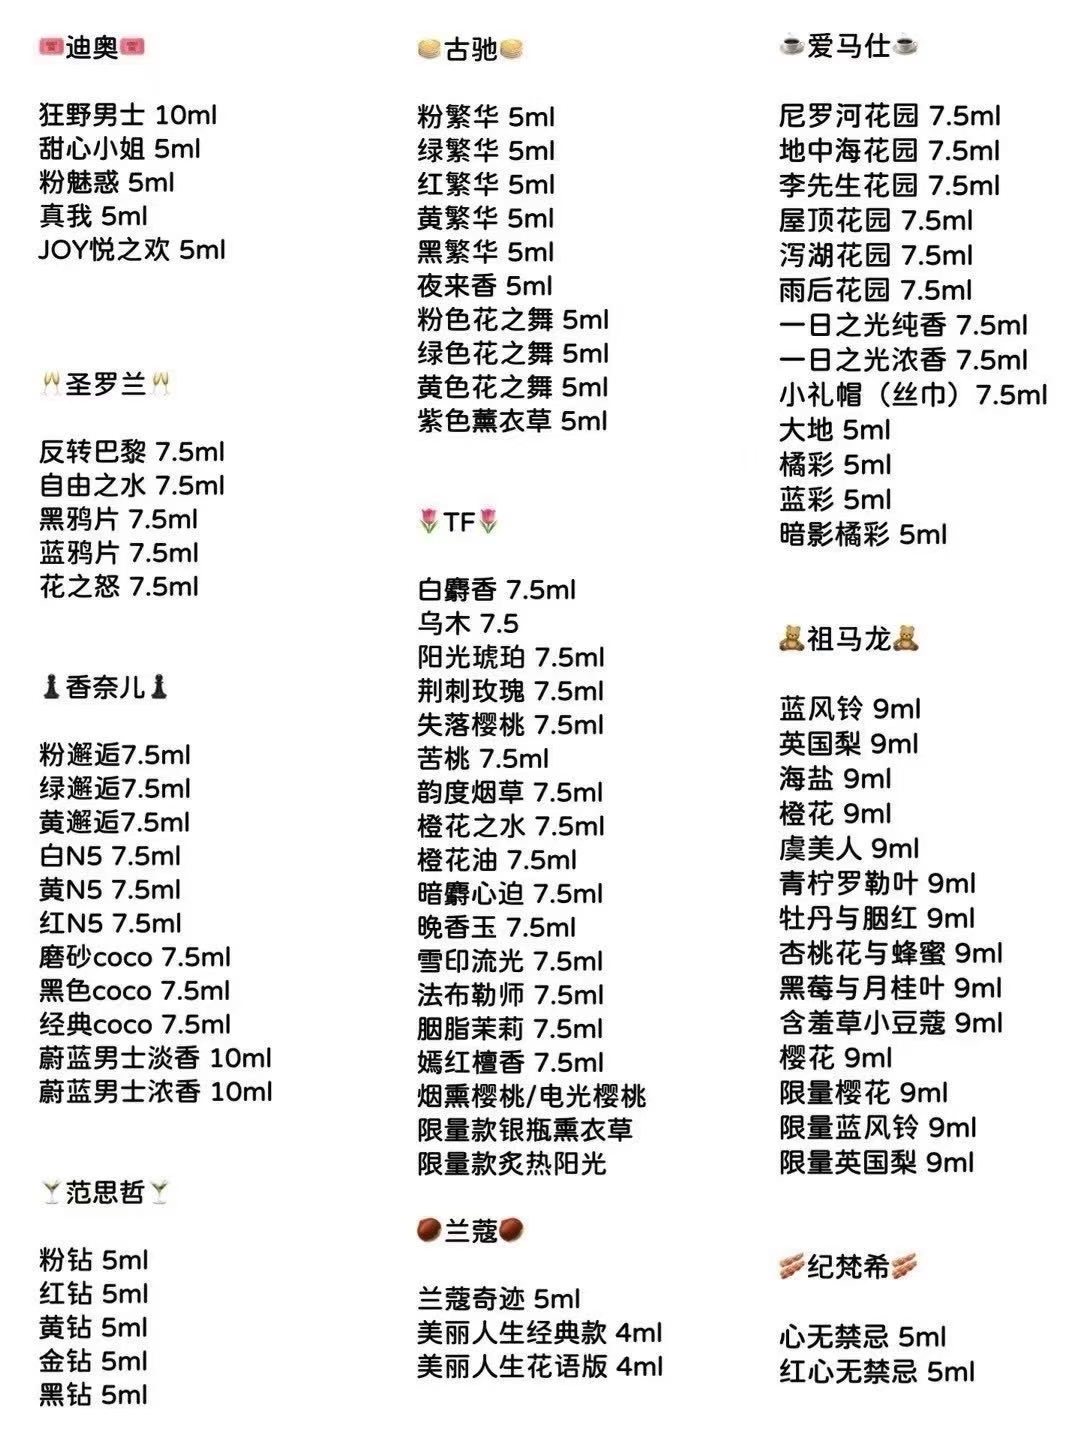 迪奥
狂野男士 10ml
甜心小姐 5ml
粉魅惑 5ml
真我 5ml
JOY悦之欢 5ml
圣罗兰
反转巴黎 7.5ml
自由之水 7.5ml
黑鸦片 7.5ml
蓝鸦片 7.5ml
花之怒 7.5ml
香奈儿
粉邂逅7.5ml
绿邂逅7.5ml
黄邂逅7.5ml
白N5 7.5ml
黄N5 7.5ml
红N5 7.5ml
磨砂coco 7.5ml
黑色coco 7.5ml
经典coco 7.5ml
蔚蓝男士淡香 10ml
蔚蓝男士浓香 10ml
范思哲
粉钻 5ml
红钻 5ml
黄钻 5ml
金钻 5ml
黑钻 5ml
古驰
粉繁华 5ml
绿繁华 5ml
红繁华 5ml
黄繁华 5ml
黑繁华 5ml
夜来香 5ml
粉色花之舞 5ml
绿色花之舞 5ml
黄色花之舞 5ml
紫色薰衣草 5ml
TF
白麝香 7.5ml
乌木 7.5
阳光琥珀 7.5ml
荆刺玫瑰 7.5ml
失落樱桃 7.5ml
苦桃 7.5ml
韵度烟草 7.5ml
橙花之水 7.5ml
橙花油 7.5ml
暗麝心迫 7.5ml
晚香玉 7.5ml
雪印流光 7.5ml
法布勒师 7.5ml
胭脂茉莉 7.5ml
嫣红檀香 7.5ml
烟熏樱桃/电光樱桃
限量款银瓶熏衣草
限量款炙热阳光
兰蔻
兰蔻奇迹 5ml
美丽人生经典款 4ml
美丽人生花语版 4ml
爱马仕
尼罗河花园 7.5ml
地中海花园 7.5ml
李先生花园 7.5ml
屋顶花园 7.5ml
泻湖花园 7.5ml
雨后花园 7.5ml
一日之光纯香 7.5ml
一日之光浓香 7.5ml
小礼帽（丝巾）7.5ml
大地 5ml
橘彩 5ml
蓝彩 5ml
暗影橘彩 5ml
祖马龙
蓝风铃 9ml
英国梨 9ml
海盐 9ml
橙花 9ml
虞美人 9ml
青柠罗勒叶 9ml
牡丹与胭红 9ml
杏桃花与蜂蜜 9ml
黑莓与月桂叶 9ml
含羞草小豆蔻 9ml
樱花 9ml
限量樱花 9ml
限量蓝风铃 9ml
限量英国梨 9ml
纪梵希
心无禁忌 5ml
红心无禁忌 5ml